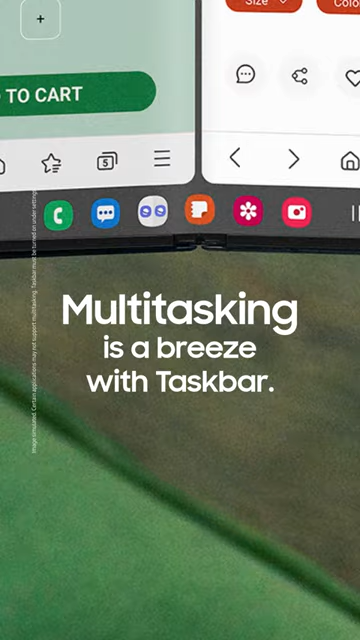 Size
Colo
+
TO CART
5
Multitasking
is a breeze
with Taskbar.
Image simulated. Certain applications may not support multitasking. Taskbar must be turned on under settings